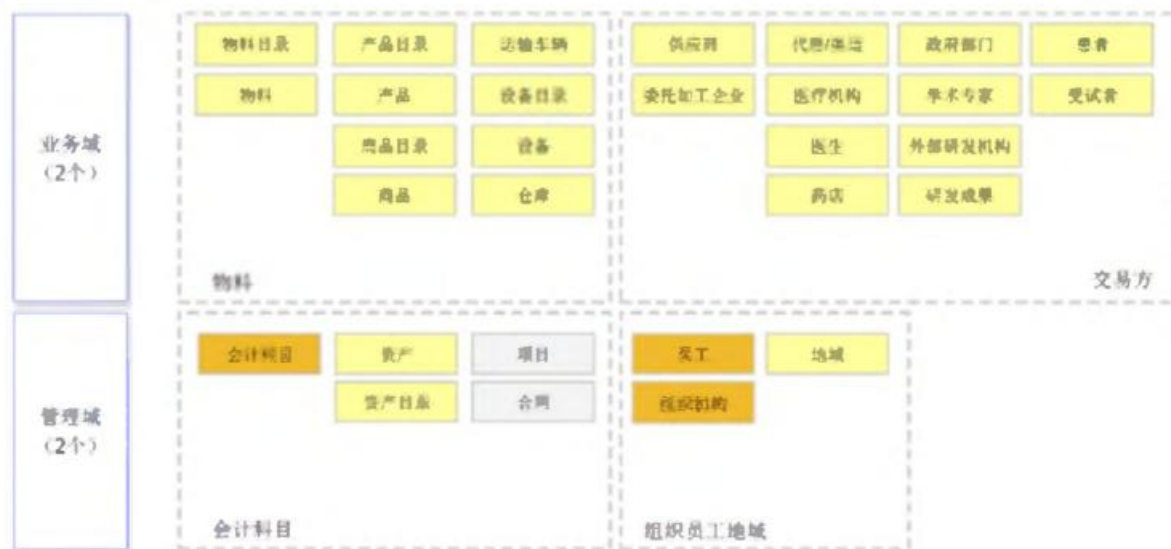 业务域
（2个）
物料目录
产品目录
运输车辆
物料
产品
设备目录
商品目录
设备
商品
仓库
物料
供应商
代理/渠道
政府部门
患者
委托加工企业
医疗机构
学术专家
受试者
医生
外部研发机构
药店
研发成果
交易方
管理域
（2个）
会计科目
资产
项目
资产目录
合同
会计科目
员工
地域
组织机构
组织员工地域